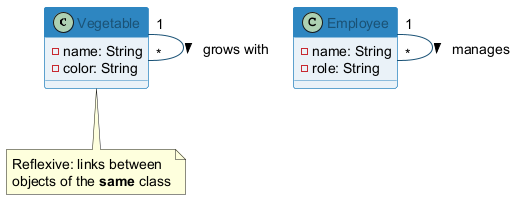 C Vegetable
name: String
color: String
1
*
grows with
Reflexive: links between
objects of the same class
C Employee
name: String
role: String
1
*
manages